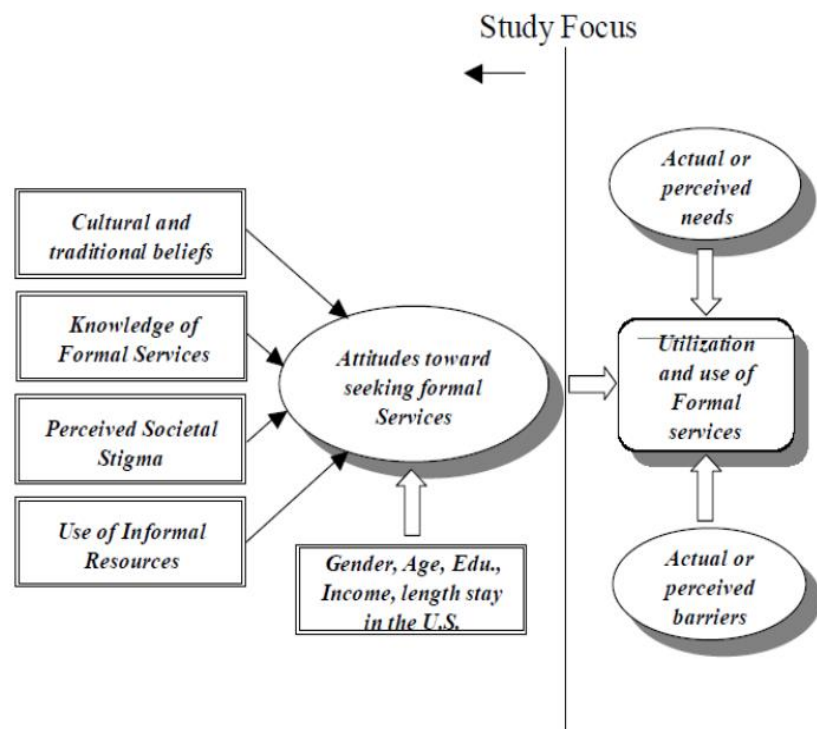 Study Focus
Cultural and
traditional beliefs
Knowledge of
Formal Services
Perceived Societal
Stigma
Use of Informal
Resources
Attitudes toward
seeking formal
Services
Gender, Age, Edu.,
Income, length stay
in the U.S.
Actual or
perceived
needs
Utilization
and use of
Formal
services
Actual or
perceived
barriers